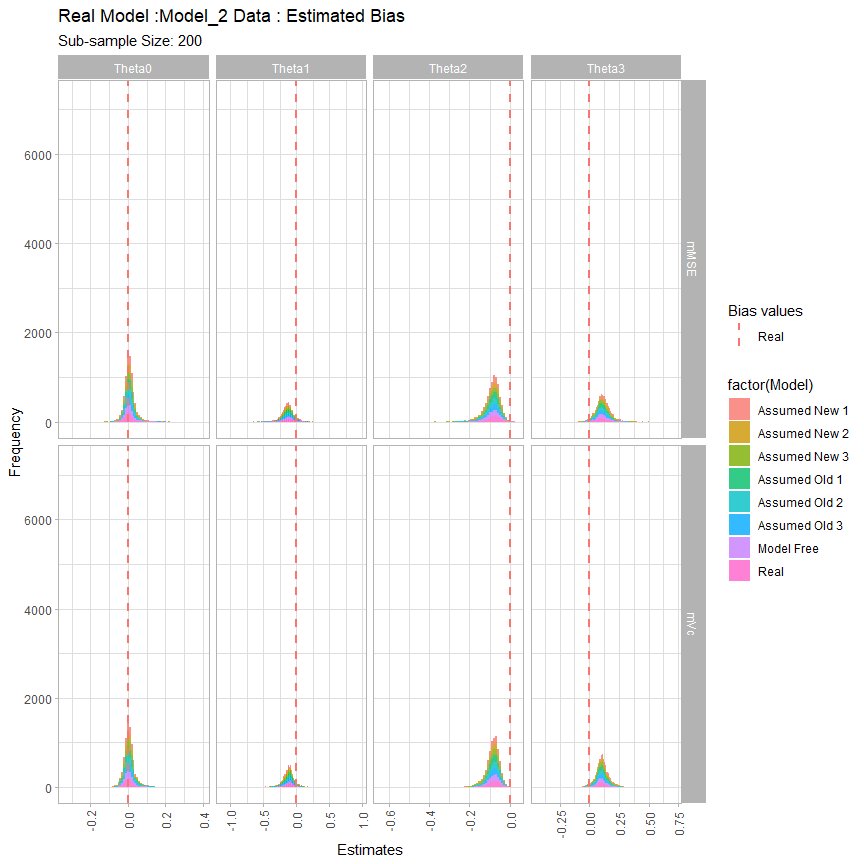 Real Model :Model_2 Data : Estimated Bias
Sub-sample Size: 200
Theta0 Theta1 Theta2 Theta3
6000
4000
2000
0
mMSE
6000
4000
2000
0
mVc
Frequency
-0.2 0.0 0.2 0.4
-1.0 -0.5 0.0 0.5 1.0
-0.6 -0.4 -0.2 0.0
-0.25 0.00 0.25 0.50 0.75
Estimates
Bias values
Real
factor(Model)
Assumed New 1
Assumed New 2
Assumed New 3
Assumed Old 1
Assumed Old 2
Assumed Old 3
Model Free
Real